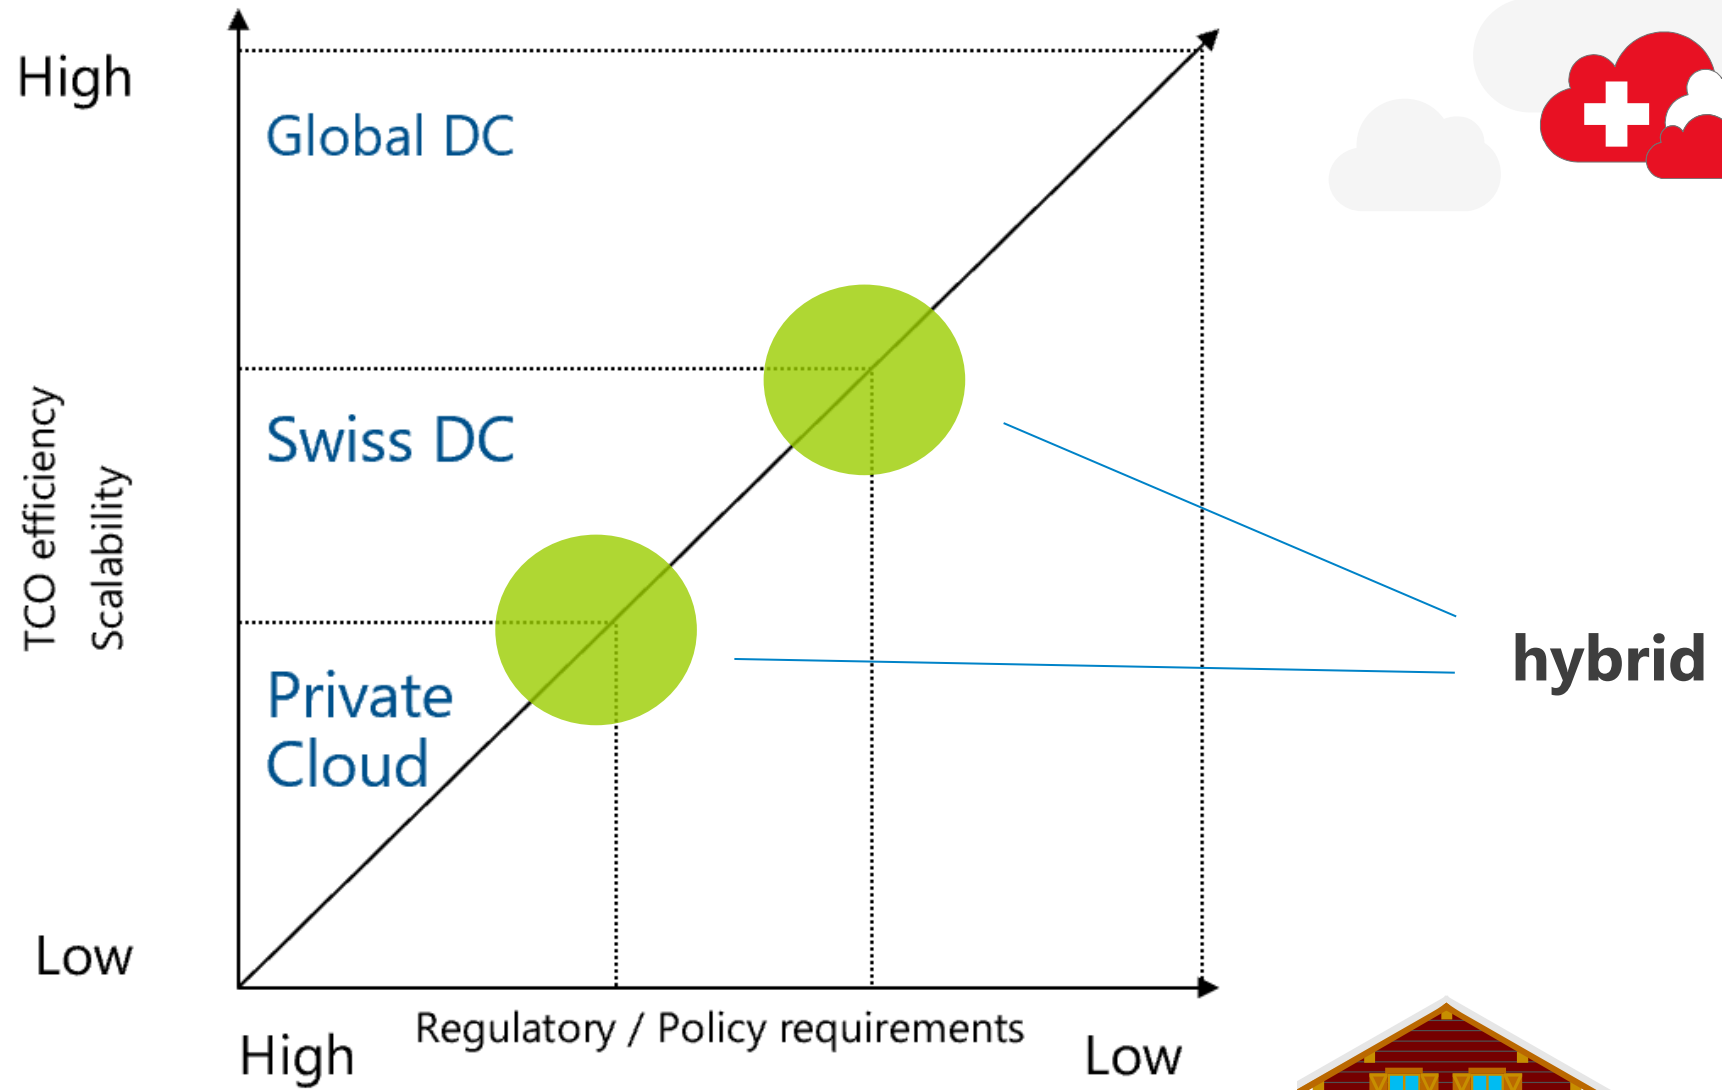 High
Global DC
Swiss DC
TCO efficiency
Scalability
hybrid
Private
Cloud
Low
Regulatory / Policy requirements
High
Low